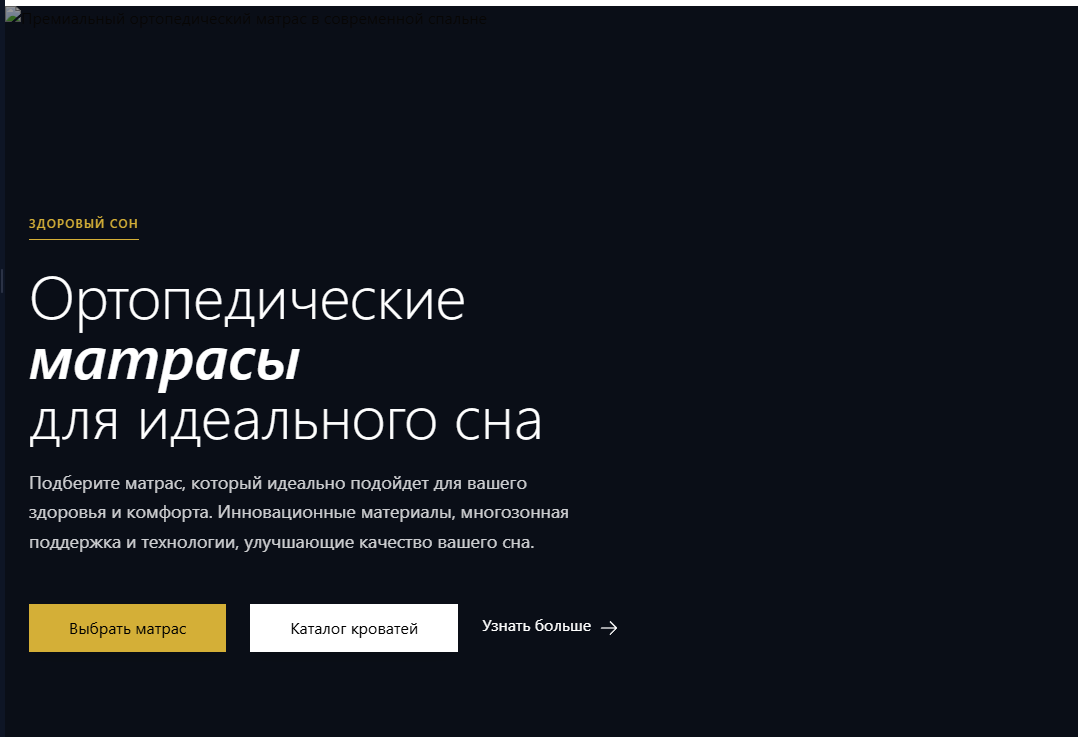 Премиальный ортопедический матрас в современной спальне
ЗДОРОВЫЙ СОН
Ортопедические
матрасы
для идеального сна
Подберите матрас, который идеально подойдет для вашего
здоровья и комфорта. Инновационные материалы, многозонная
поддержка и технологии, улучшающие качество вашего сна.
Выбрать матрас
Каталог кроватей
Узнать больше